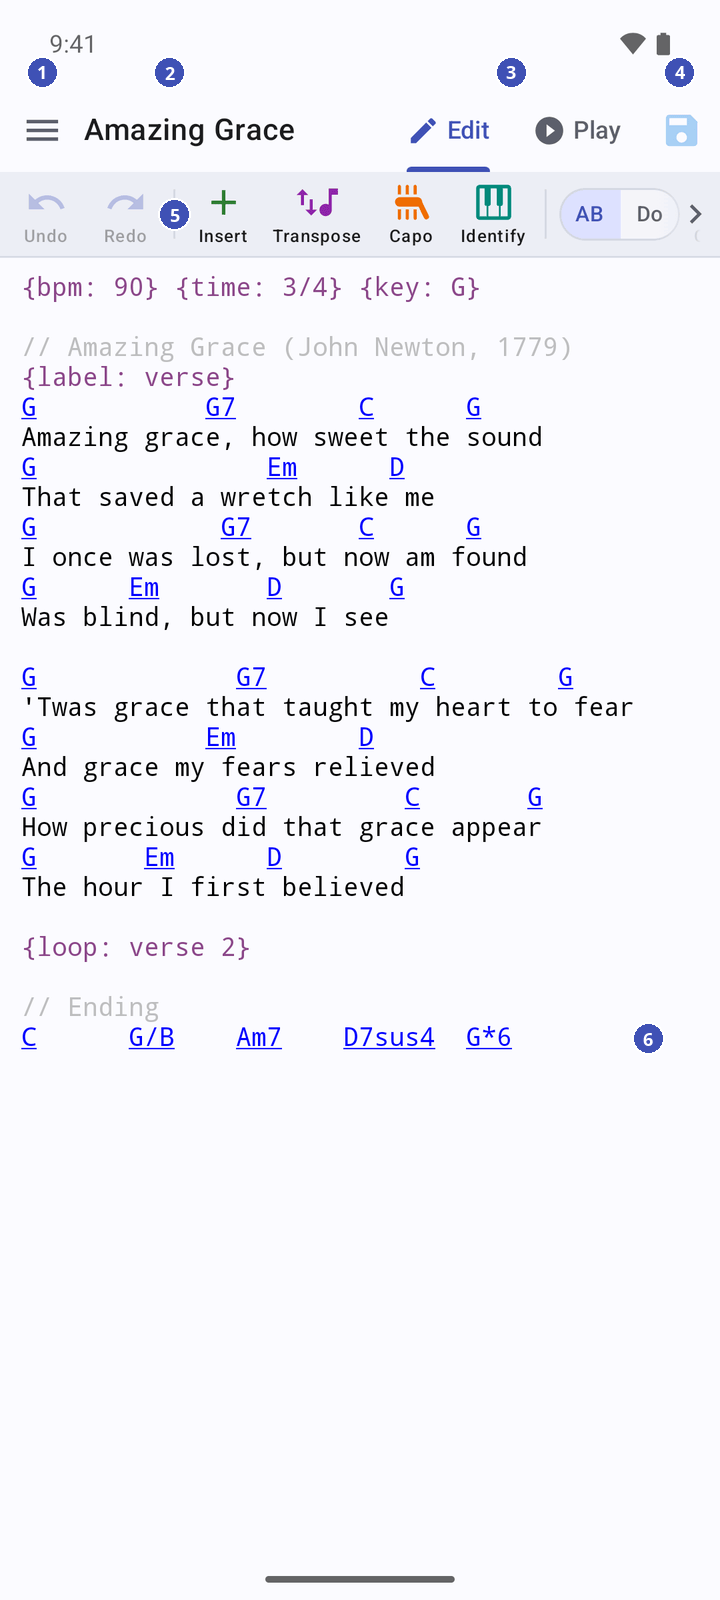 9:41
1 2 3 4
Amazing Grace Edit Play
5
Undo Redo Insert Transpose Capo Identify AB Do
{bpm: 90} {time: 3/4} {key: G}
// Amazing Grace (John Newton, 1779)
{label: verse}
G G7 C G
Amazing grace, how sweet the sound
G Em D
That saved a wretch like me
G G7 C G
I once was lost, but now am found
G Em D G
Was blind, but now I see
G G7 C G
'Twas grace that taught my heart to fear
G Em D
And grace my fears relieved
G G7 C G
How precious did that grace appear
G Em D G
The hour I first believed
{loop: verse 2}
// Ending
C G/B Am7 D7sus4 G*6 6